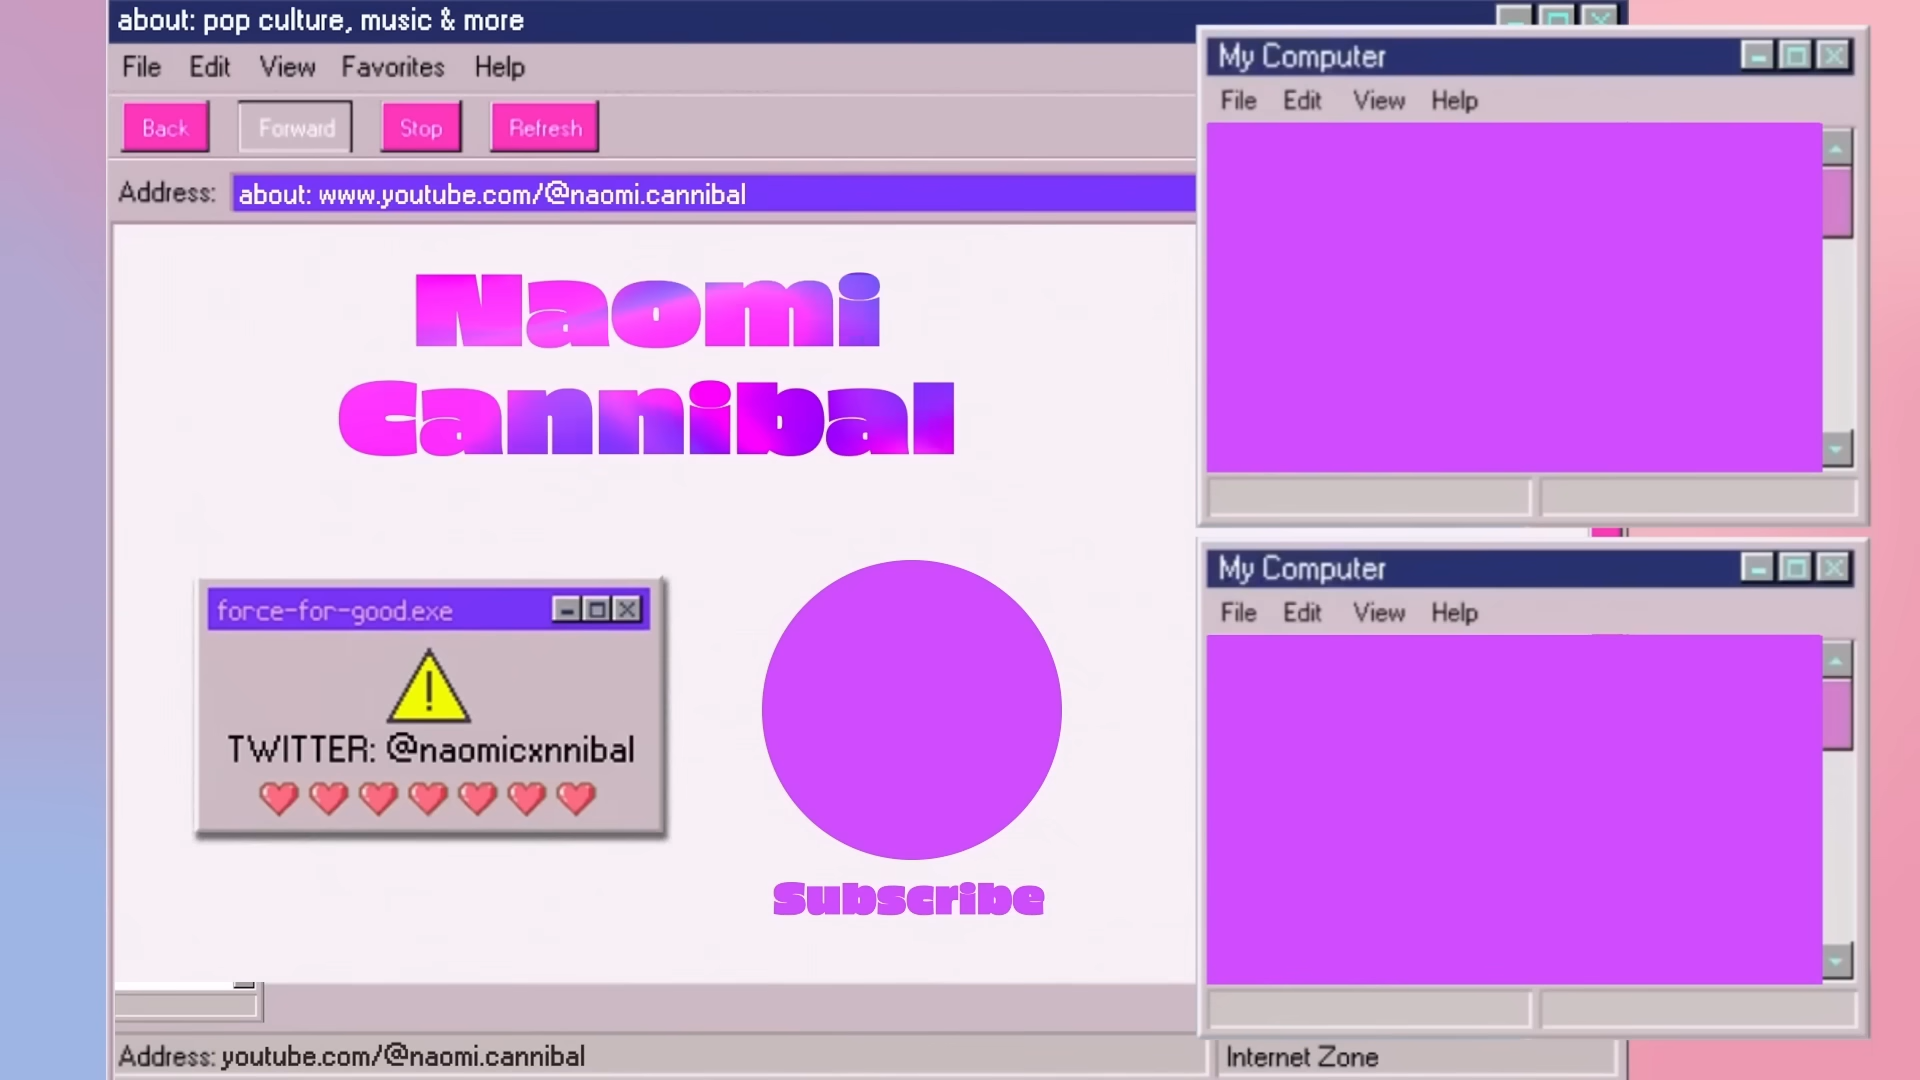 about: pop culture, music & more
File Edit View Favorites Help
Back Forward Stop Refresh
Address: about: www.youtube.com/@naomi.cannibal
Naomi
Cannibal
force-for-good.exe
!
TWITTER: @naomicxnnibal
Subscribe
Address: youtube.com/@naomi.cannibal
Internet Zone
My Computer
File Edit View Help
My Computer
File Edit View Help